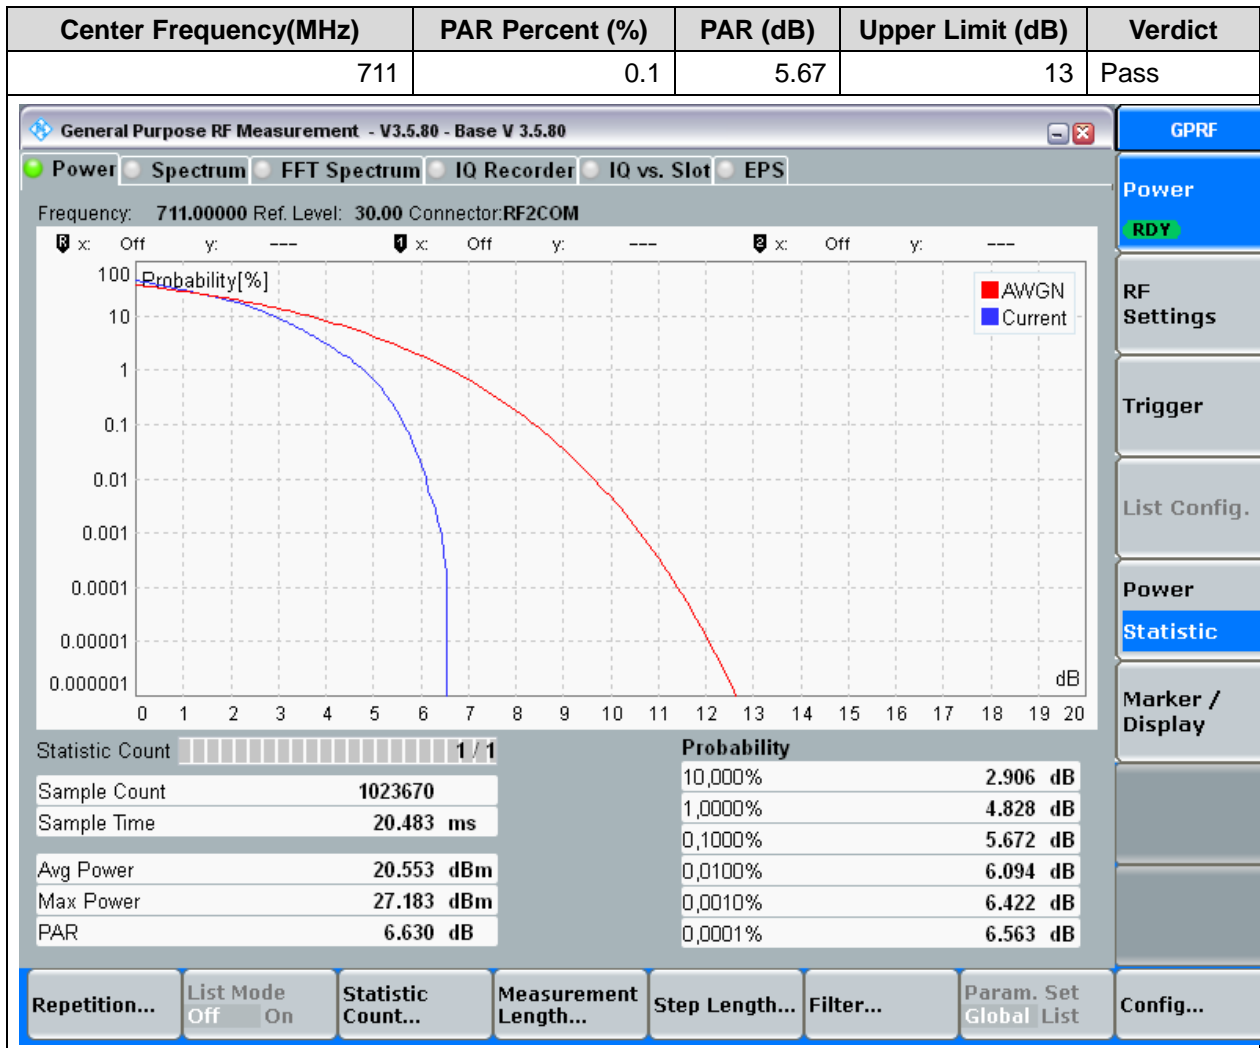 Center Frequency(MHz) PAR Percent (%) PAR (dB) Upper Limit (dB) Verdict
711 0.1 5.67 13 Pass
General Purpose RF Measurement - V3.5.80 - Base V 3.5.80
GPRF
Power Spectrum FFT Spectrum IQ Recorder IQ vs. Slot EPS
Frequency: 711.00000 Ref. Level: 30.00 Connector:RF2COM
R x: Off y: --- 1 x: Off y: --- 2 x: Off y: ---
Probability[%]
AWGN
Current
100
10
1
0.1
0.01
0.001
0.0001
0.00001
0.000001
dB
0 1 2 3 4 5 6 7 8 9 10 11 12 13 14 15 16 17 18 19 20
Statistic Count 1 / 1
Sample Count 1023670
Sample Time 20.483 ms
Avg Power 20.553 dBm
Max Power 27.183 dBm
PAR 6.630 dB
Probability
10,000% 2.906 dB
1,0000% 4.828 dB
0,1000% 5.672 dB
0,0100% 6.094 dB
0,0010% 6.422 dB
0,0001% 6.563 dB
Power
RDY
RF
Settings
Trigger
List Config.
Power
Statistic
Marker /
Display
Repetition...
List Mode
Off On
Statistic
Count...
Measurement
Length...
Step Length...
Filter...
Param. Set
Global List
Config...